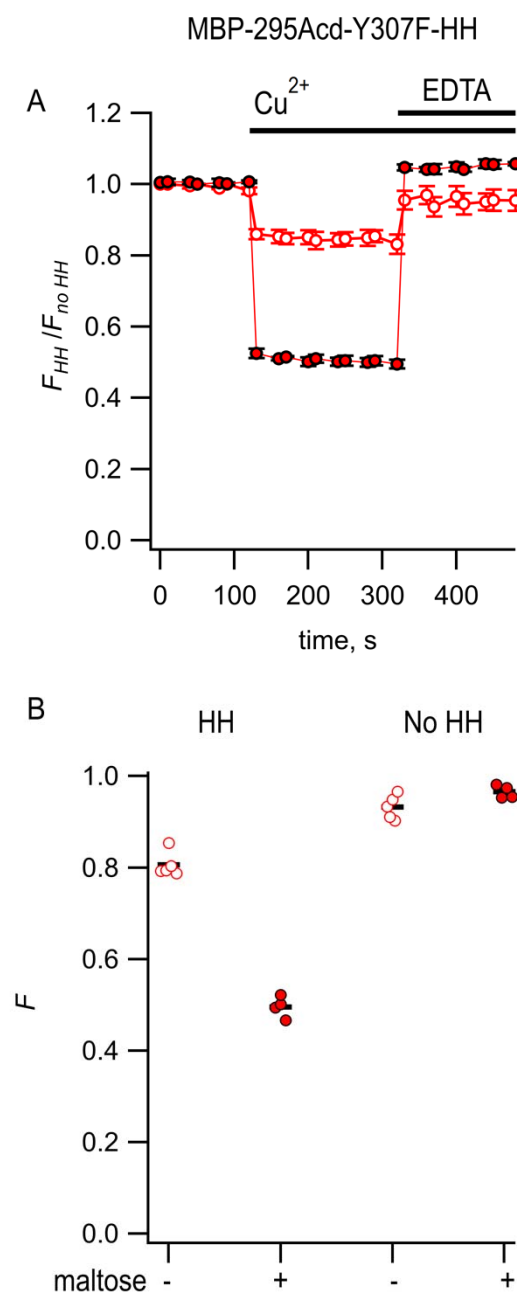 MBP-295Acd-Y307F-HH
A
Cu2+
EDTA
1.2
1.0
0.8
0.6
0.4
0.2
0.0
FHH /Fno HH
0
100
200
300
400
time, s
B
HH
No HH
1.0
0.8
0.6
0.4
0.2
0.0
F
maltose - + - +